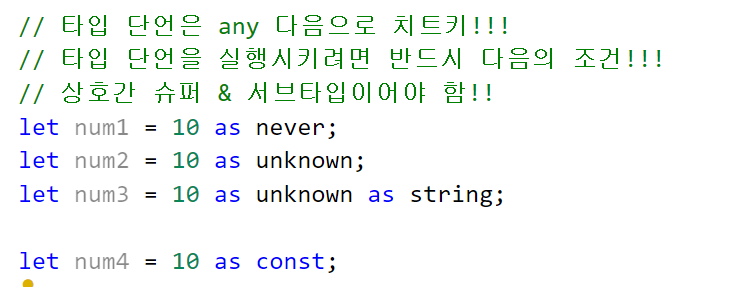 // 타입 단언은 any 다음으로 치트키!!!
// 타입 단언을 실행시키려면 반드시 다음의 조건!!!
// 상호간 슈퍼 & 서브타입이어야 함!!
let num1 = 10 as never;
let num2 = 10 as unknown;
let num3 = 10 as unknown as string;
let num4 = 10 as const;